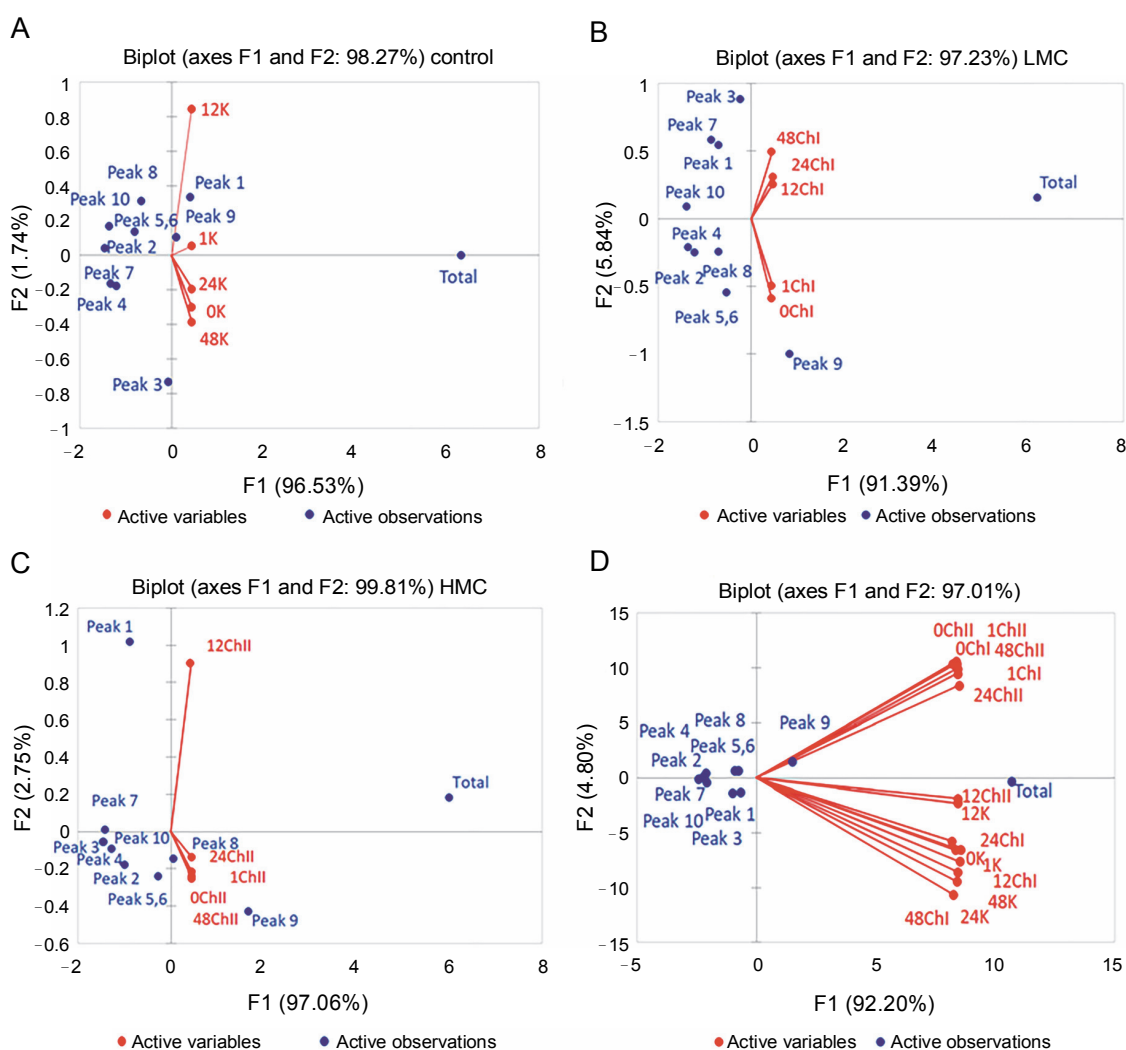 A
Biplot (axes F1 and F2: 98.27%) control
1
0.8
0.6
0.4
0.2
0
−0.2
−0.4
−0.6
−0.8
−1
F2 (1.74%)
12K
Peak 8
Peak 1
Peak 10
Peak 5,6
Peak 9
Peak 2
1K
Total
Peak 7
24K
Peak 4
0K
48K
Peak 3
−2
0
2
4
6
8
F1 (96.53%)
Active variables
Active observations
B
Biplot (axes F1 and F2: 97.23%) LMC
1
0.5
0
−0.5
−1
−1.5
F2 (5.84%)
Peak 3
Peak 7
48ChI
Peak 1
24ChI
Peak 10
12ChI
Total
Peak 4
Peak 2
Peak 8
1ChI
Peak 5,6
0ChI
Peak 9
−2
0
2
4
6
8
F1 (91.39%)
Active variables
Active observations
C
Biplot (axes F1 and F2: 99.81%) HMC
1.2
1
0.8
0.6
0.4
0.2
0
−0.2
−0.4
−0.6
F2 (2.75%)
Peak 1
12ChII
Total
Peak 7
Peak 10
Peak 8
Peak 3
Peak 4
24ChII
Peak 2
1ChII
Peak 5,6
0ChII
48ChII
Peak 9
−2
0
2
4
6
8
F1 (97.06%)
Active variables
Active observations
D
Biplot (axes F1 and F2: 97.01%)
15
10
5
0
−5
−10
−15
F2 (4.80%)
0ChII
1ChII
0ChI
48ChII
1ChI
24ChII
Peak 8
Peak 9
Peak 4
Peak 5,6
Peak 2
Peak 7
Peak 1
Peak 10
Peak 3
12ChII
Total
12K
24ChI
0K
1K
12ChI
48K
48ChI
24K
−5
0
5
10
15
F1 (92.20%)
Active variables
Active observations